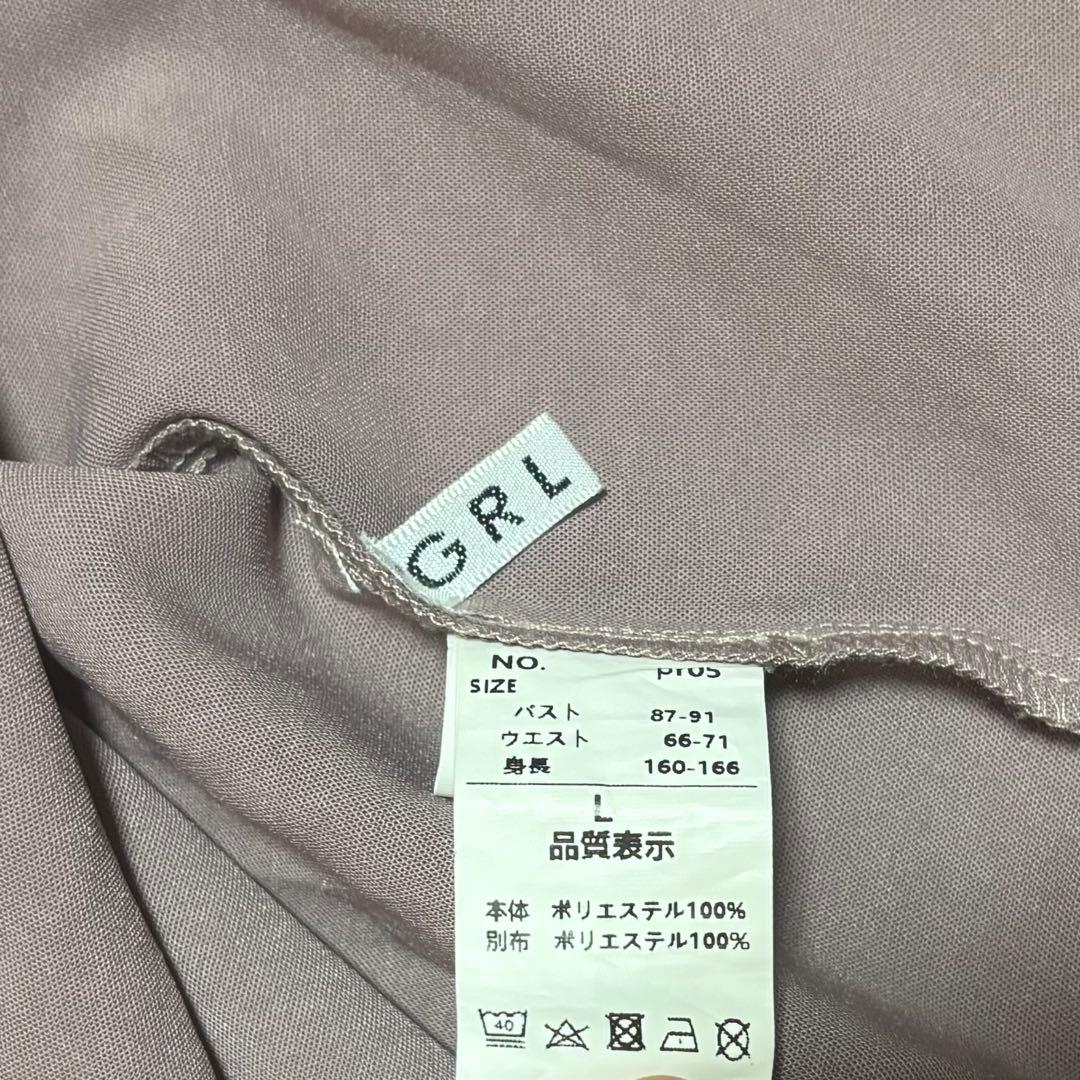 GRL
NO. pr05
SIZE
バスト 87-91
ウエスト 66-71
身長 160-166
L
品質表示
本体 ポリエステル100%
別布 ポリエステル100%
40